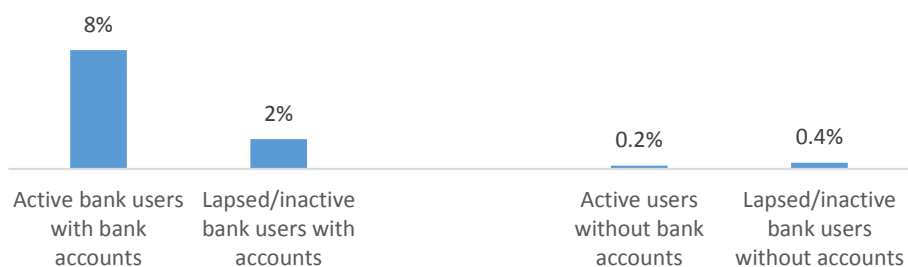 8%
2%
0.2%
0.4%
Active bank users
with bank
accounts
Lapsed/inactive
bank users with
accounts
Active users
without bank
accounts
Lapsed/inactive
bank users
without accounts